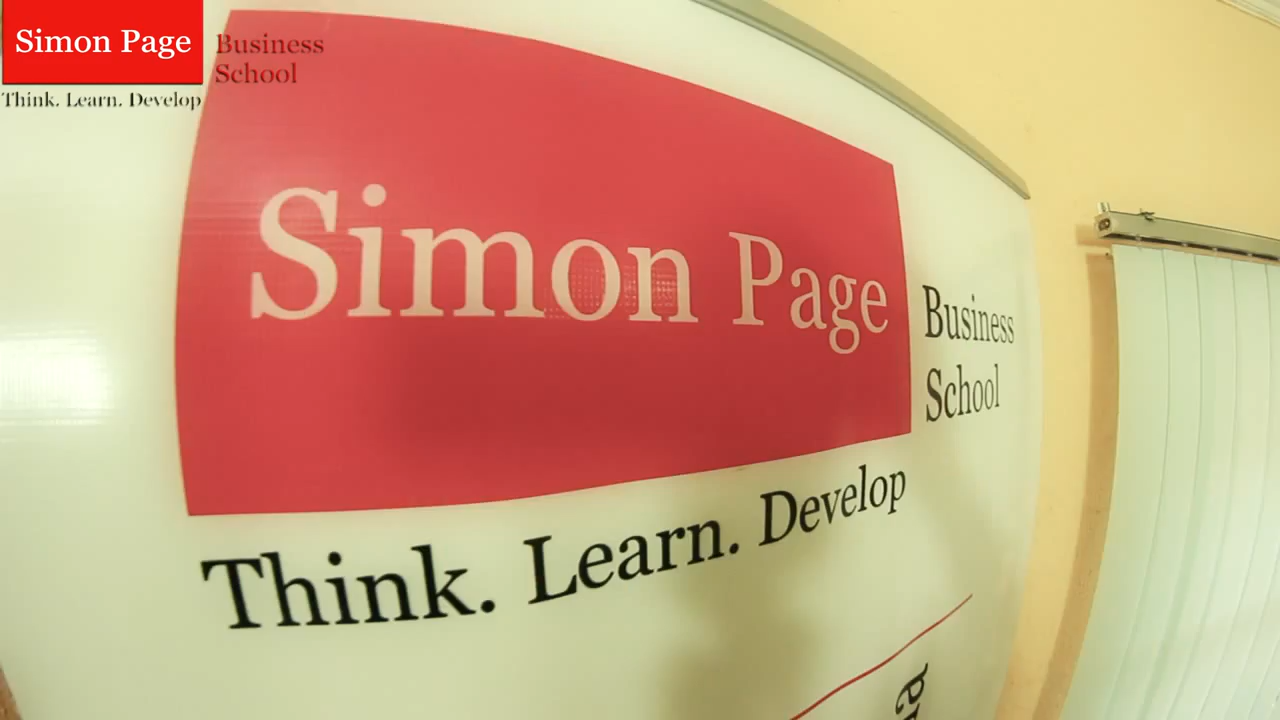 Simon Page
Business
School
Think. Learn. Develop
Simon Page
Business
School
Think. Learn. Develop